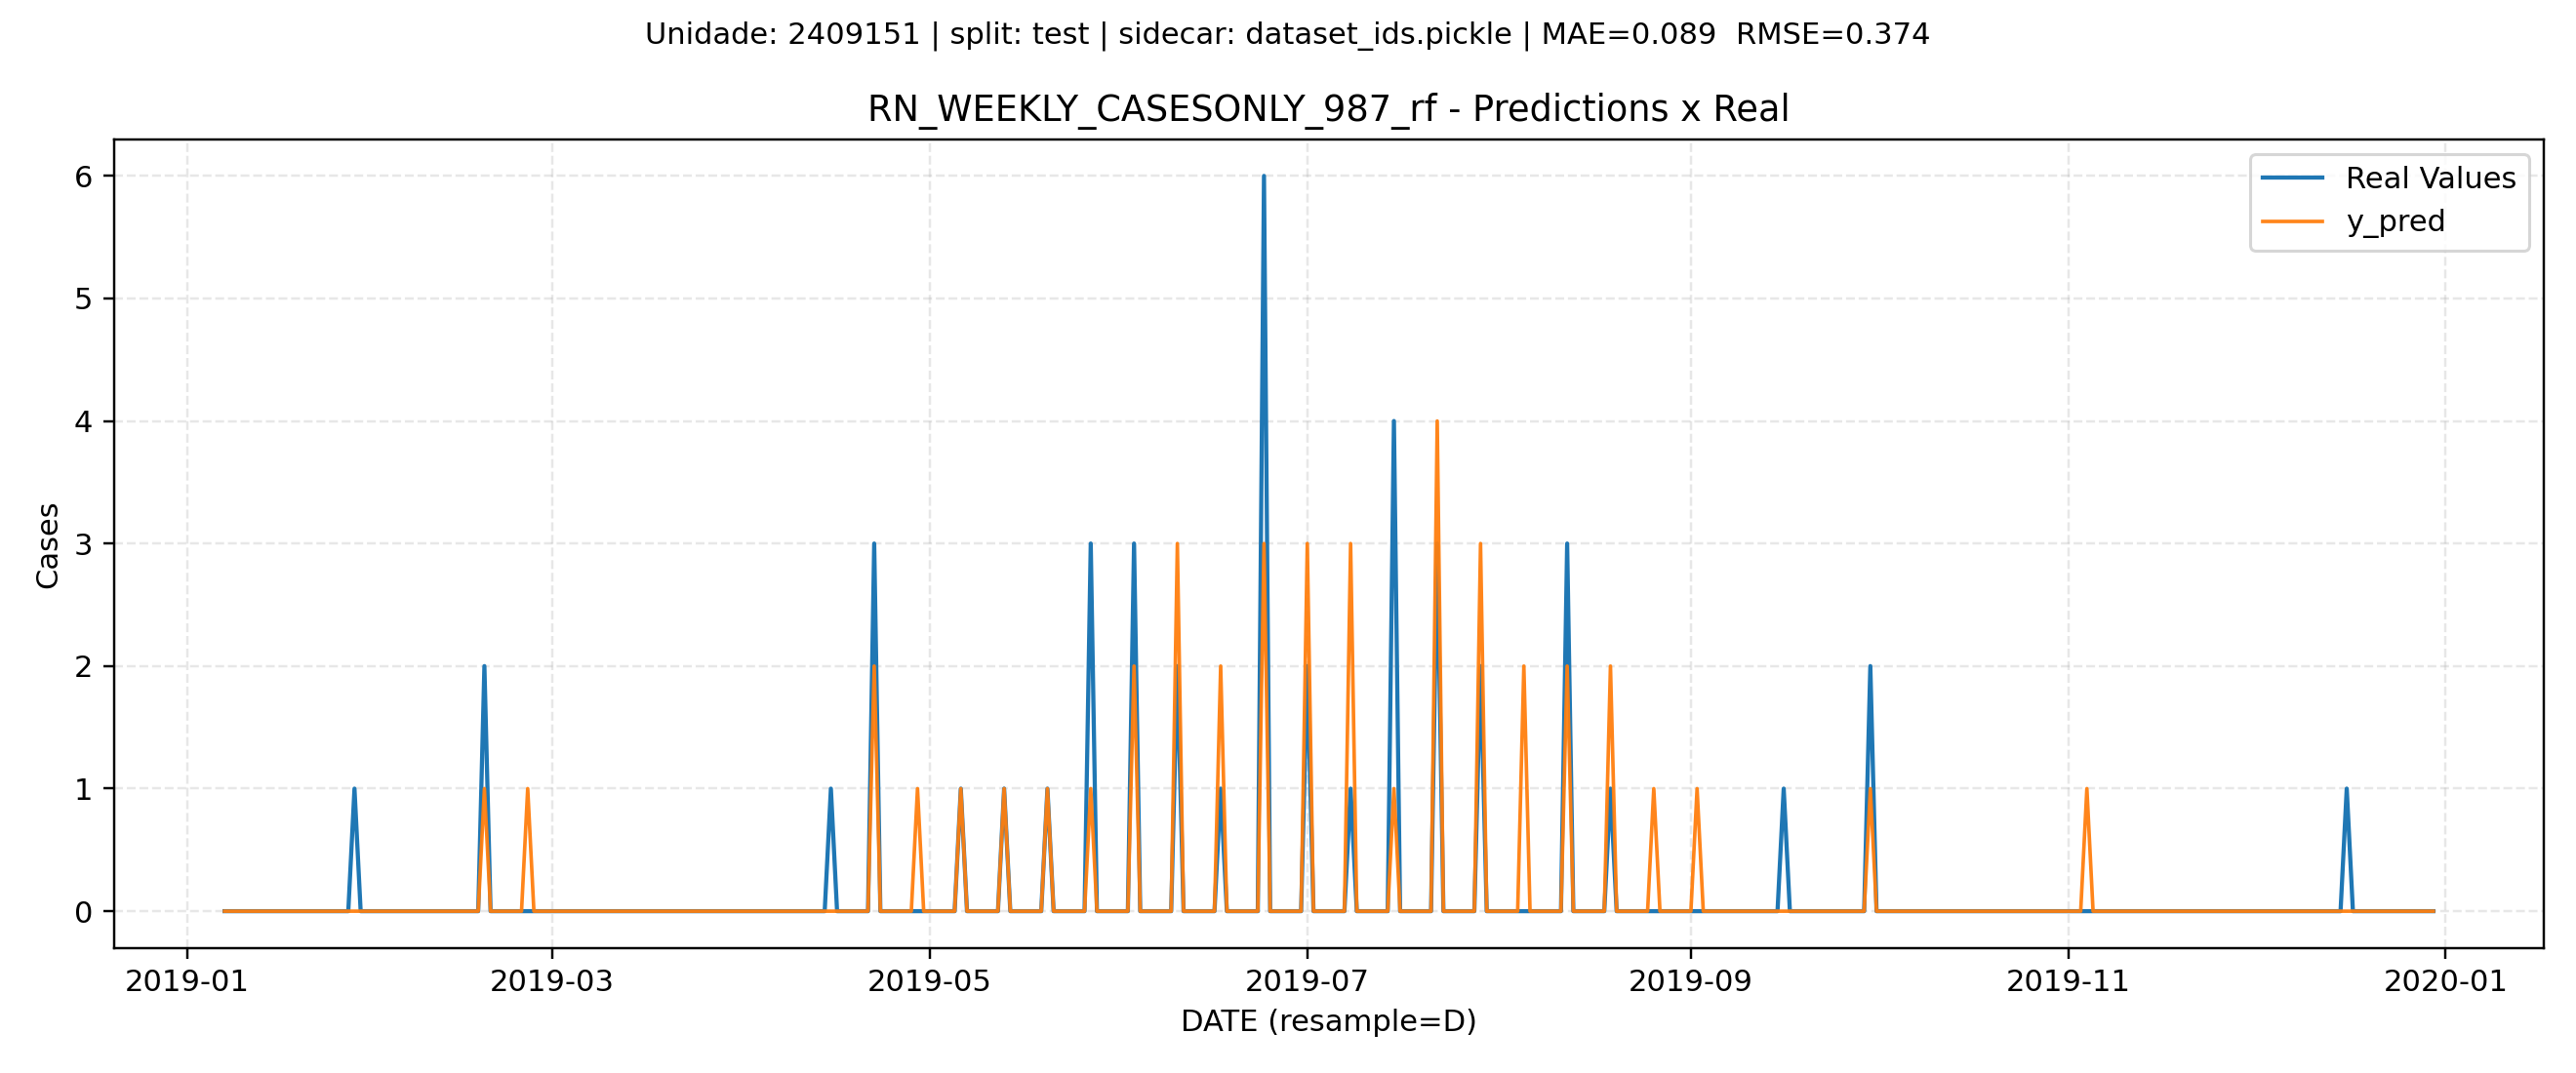 Unidade: 2409151 | split: test | sidecar: dataset_ids.pickle | MAE=0.089  RMSE=0.374
RN_WEEKLY_CASESONLY_987_rf - Predictions x Real
Real Values
y_pred
6
5
4
3
2
1
0
Cases
2019-01
2019-03
2019-05
2019-07
2019-09
2019-11
2020-01
DATE (resample=D)